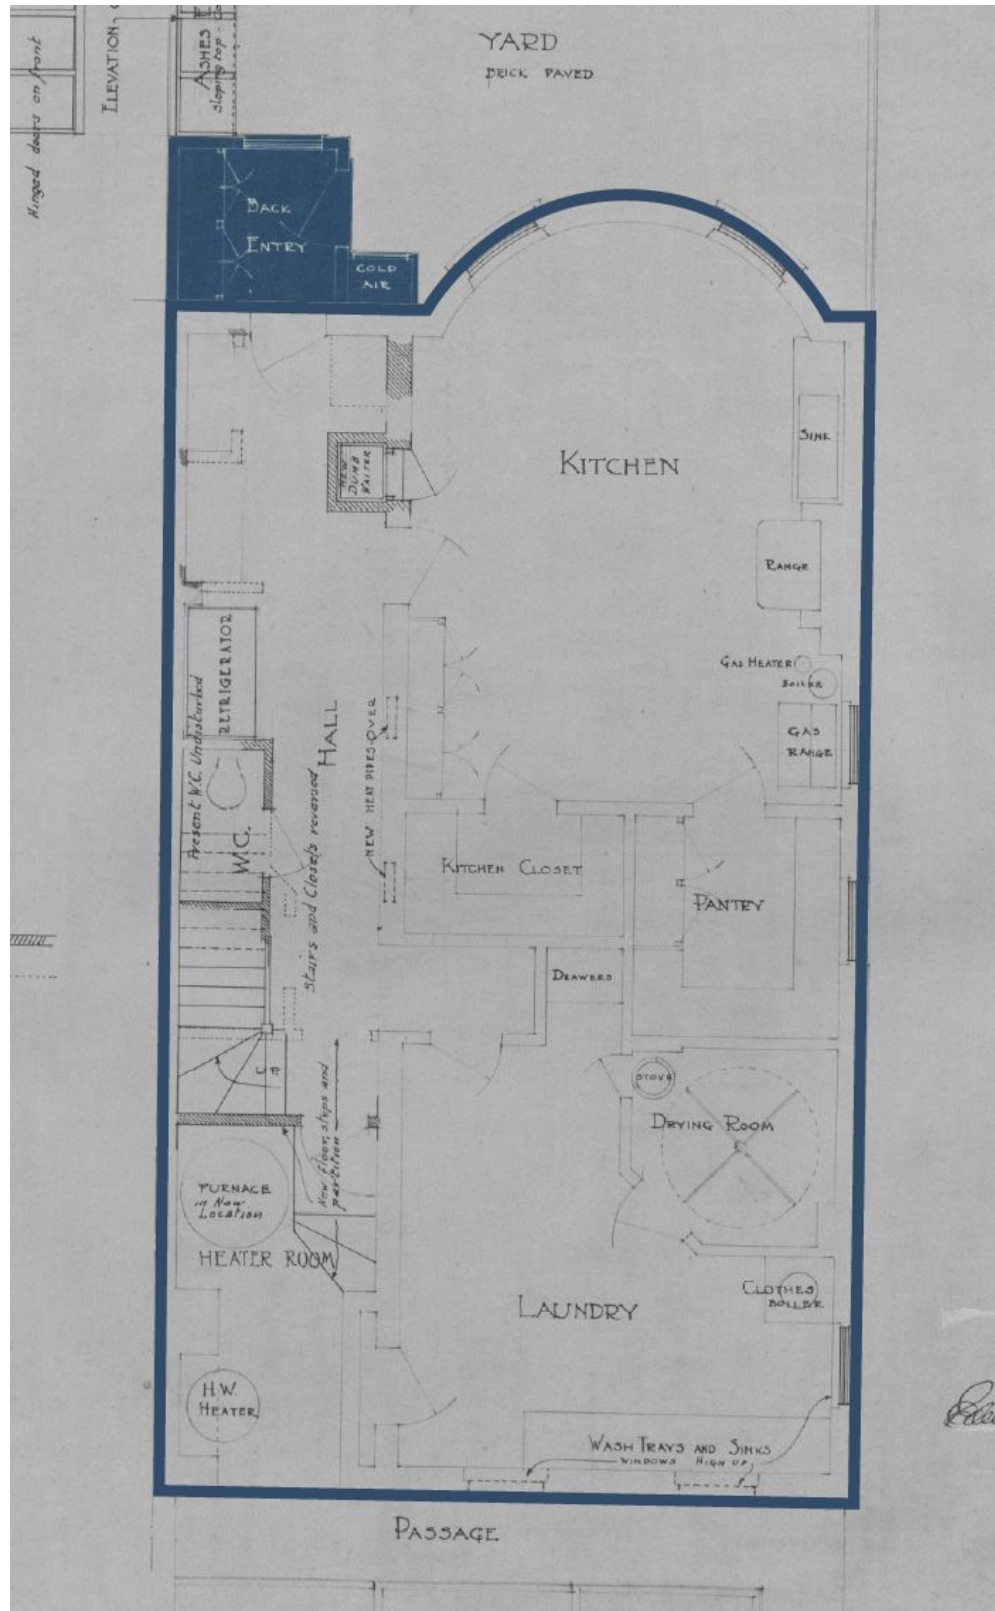 Hinged doors on front
ELEVATION
ASHES
Sloping top -
YARD
BRICK PAVED
BACK
ENTRY
COLD
AIR
KITCHEN
SINK
NEW
DUMB
WAITER
RANGE
GAS HEATER
BOILER
GAS
RANGE
REFRIGERATOR
Present W.C. Undisturbed
W.C.
HALL
Stairs and Closets reversed
NEW HEAT PIPES OVER
KITCHEN CLOSET
PANTRY
DRAWERS
UP
STOVE
DRYING ROOM
New floor, steps and
partition
FURNACE
in New
Location
HEATER ROOM
LAUNDRY
CLOTHES
BOILER
H.W.
HEATER
WASH TRAYS AND SINKS
WINDOWS HIGH UP
PASSAGE